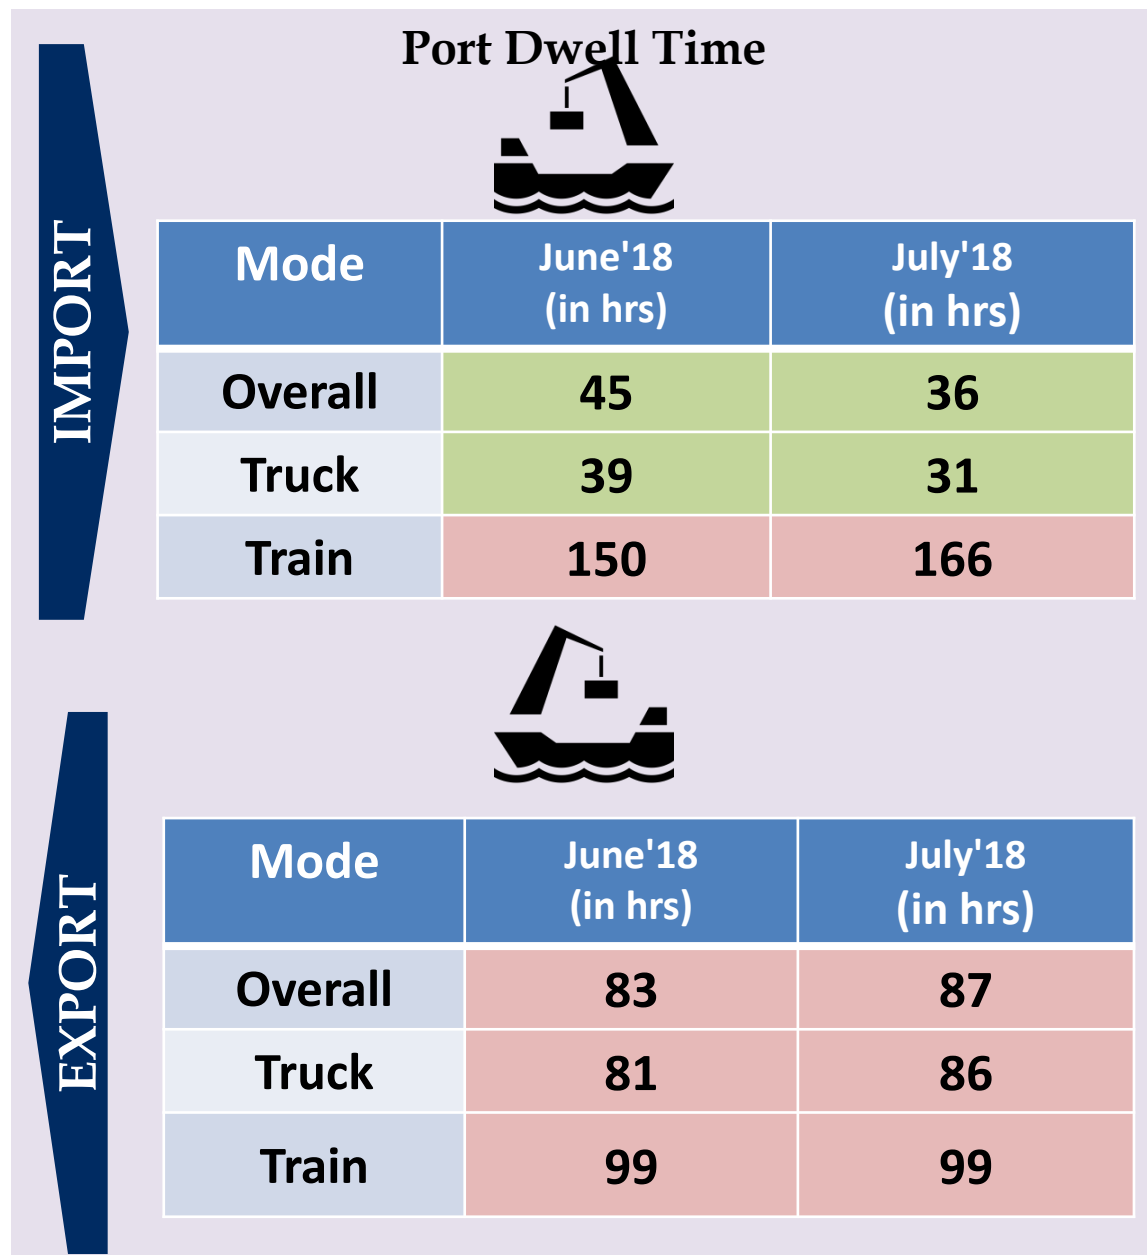 Port Dwell Time
IMPORT
Mode June'18 (in hrs) July'18 (in hrs)
Overall 45 36
Truck 39 31
Train 150 166
EXPORT
Mode June'18 (in hrs) July'18 (in hrs)
Overall 83 87
Truck 81 86
Train 99 99